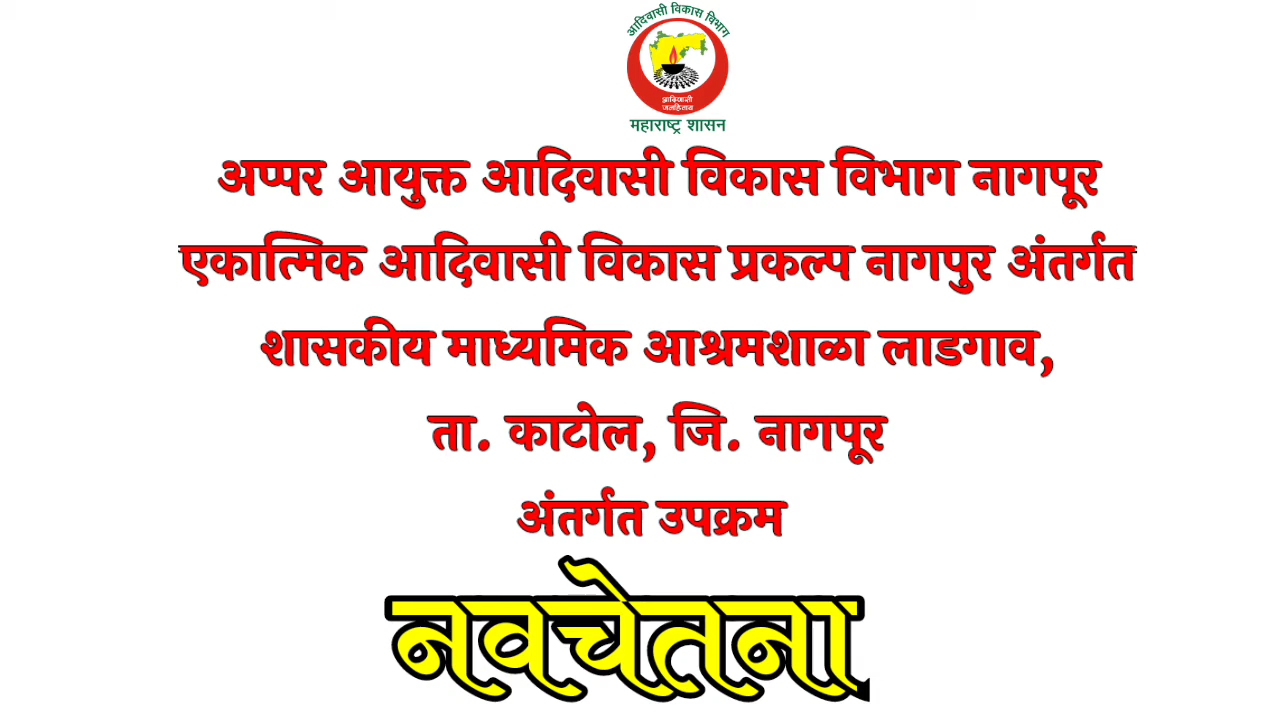 आदिवासी विकास विभाग
आदिवासी
महाराष्ट्र शासन
अप्पर आयुक्त आदिवासी विकास विभाग नागपूर
एकात्मिक आदिवासी विकास प्रकल्प नागपुर अंतर्गत
शासकीय माध्यमिक आश्रमशाळा लाडगाव,
ता. काटोल, जि. नागपूर
अंतर्गत उपक्रम
नवचेतना